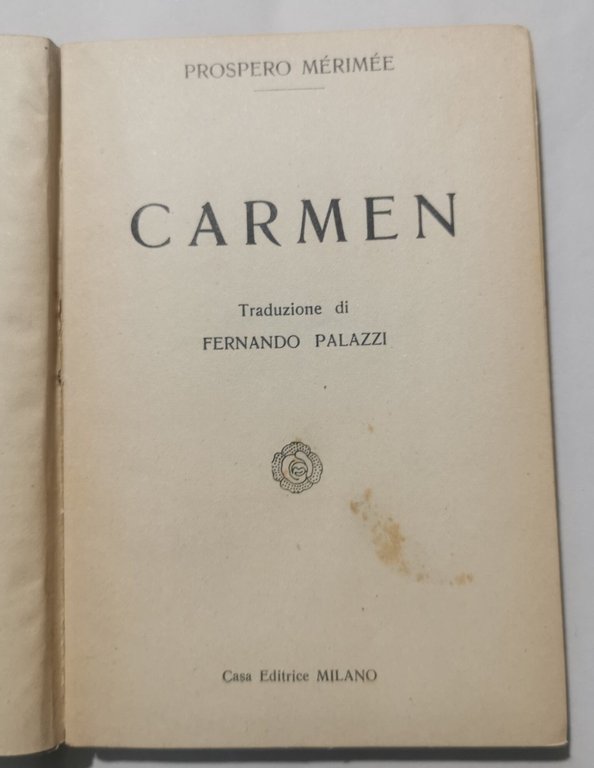 PROSPERO MÉRIMÉE
CARMEN
Traduzione di
FERNANDO PALAZZI
Casa Editrice MILANO